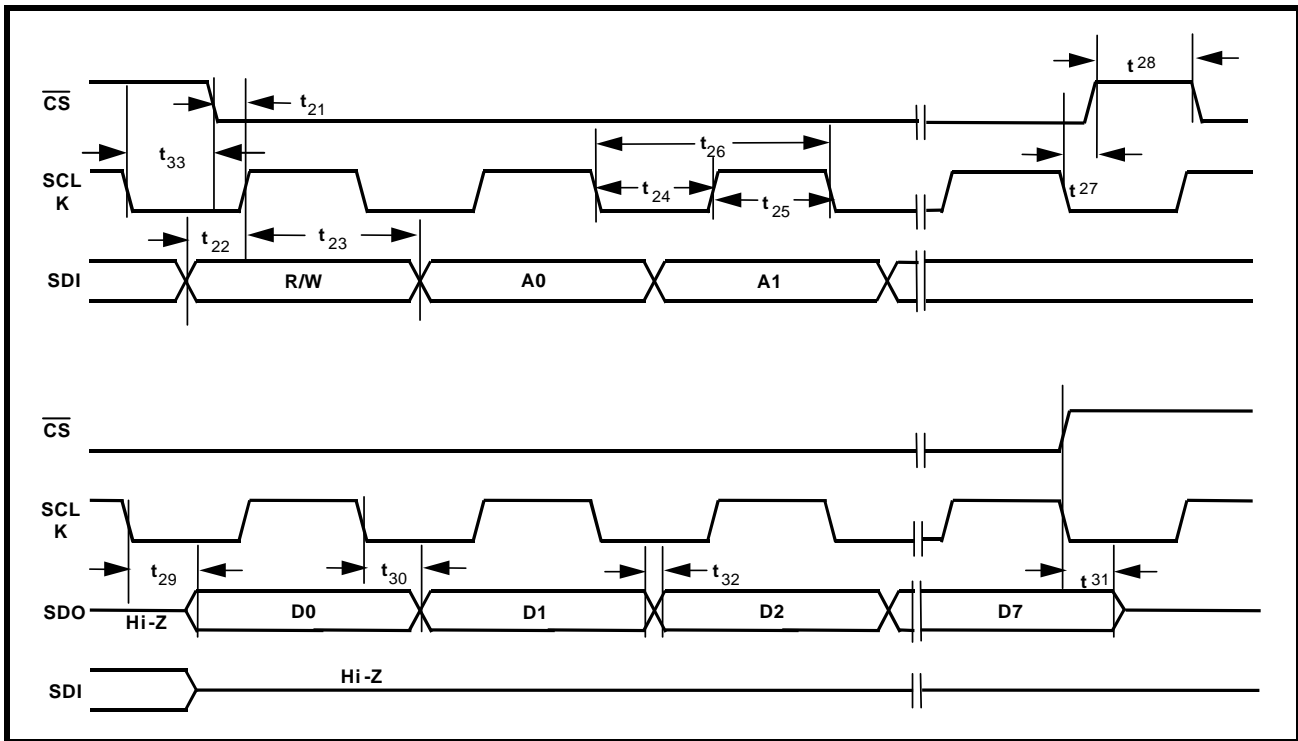 t28
CS
t21
t33
t26
SCL
K
t24
t25
t27
t22
t23
SDI
R/W
A0
A1
CS
SCL
K
t29
t30
t32
t31
SDO
Hi-Z
D0
D1
D2
D7
SDI
Hi-Z